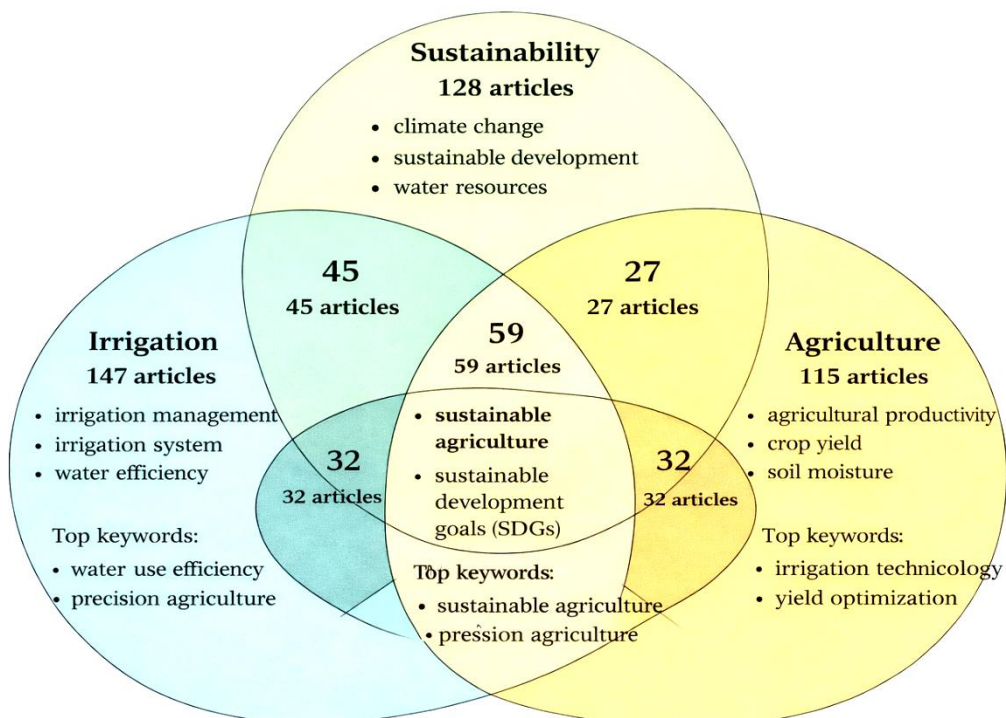 Sustainability
128 articles
• climate change
• sustainable development
• water resources
45
45 articles
27
27 articles
59
59 articles
Irrigation
147 articles
• irrigation management
• irrigation system
• water efficiency
Top keywords:
• water use efficiency
• precision agriculture
32
32 articles
• sustainable
agriculture
• sustainable
development
goals (SDGs)
Top keywords:
• sustainable agriculture
• pression agriculture
32
32 articles
Agriculture
115 articles
• agricultural productivity
• crop yield
• soil moisture
Top keywords:
• irrigation technicology
• yield optimization